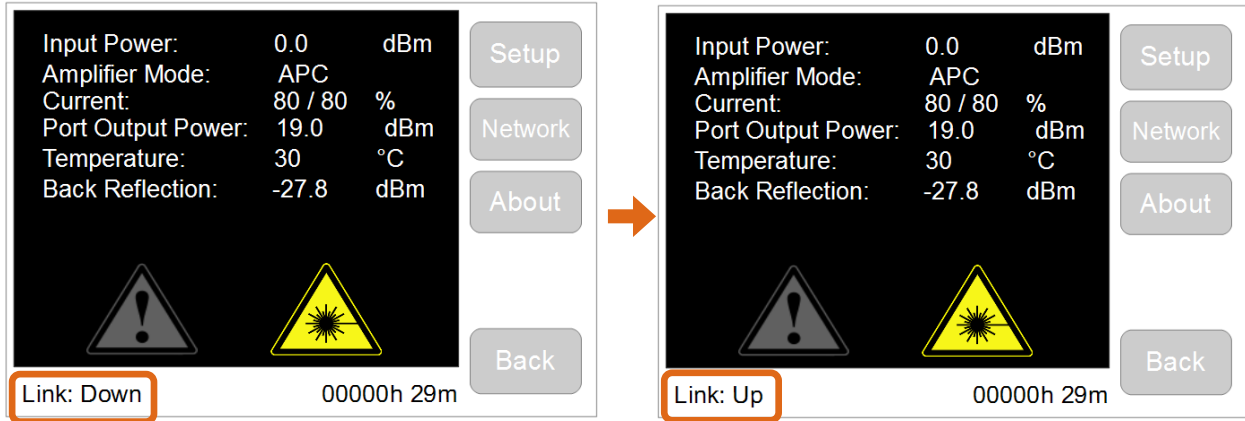 Input Power: 0.0 dBm
Amplifier Mode: APC
Current: 80 / 80 %
Port Output Power: 19.0 dBm
Temperature: 30 °C
Back Reflection: -27.8 dBm
Setup
Network
About
Back
Link: Down 00000h 29m
Input Power: 0.0 dBm
Amplifier Mode: APC
Current: 80 / 80 %
Port Output Power: 19.0 dBm
Temperature: 30 °C
Back Reflection: -27.8 dBm
Setup
Network
About
Back
Link: Up 00000h 29m